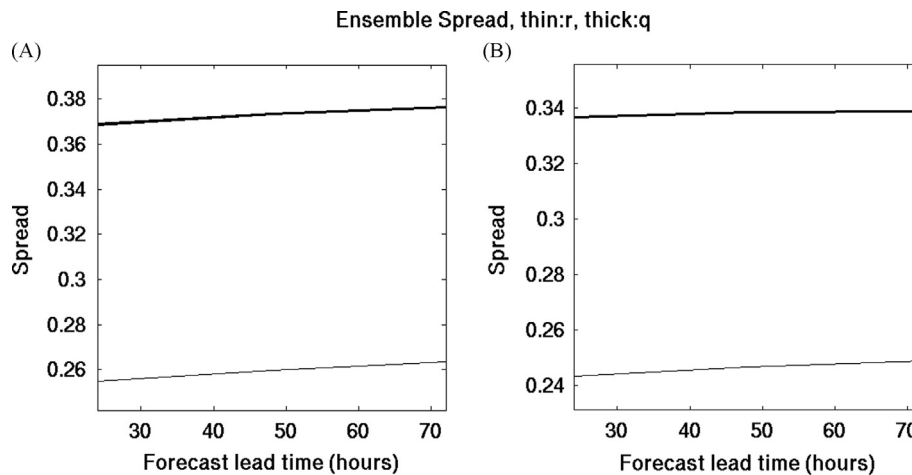 Ensemble Spread, thin:r, thick:q
(A)
0.38
0.36
0.34
0.32
0.3
0.28
0.26
Spread
30 40 50 60 70
Forecast lead time (hours)
(B)
0.34
0.32
0.3
0.28
0.26
0.24
Spread
30 40 50 60 70
Forecast lead time (hours)